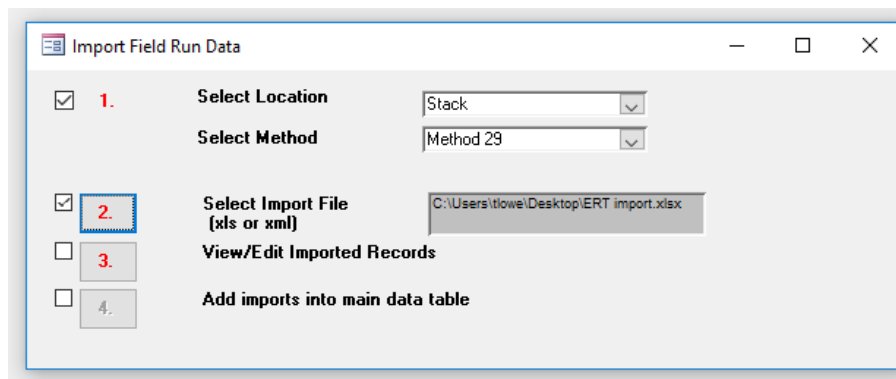 Import Field Run Data
1. Select Location Stack
Select Method Method 29
2. Select Import File C:\Users\tlowe\Desktop\ERT import.xlsx
(xls or xml)
3. View/Edit Imported Records
4. Add imports into main data table